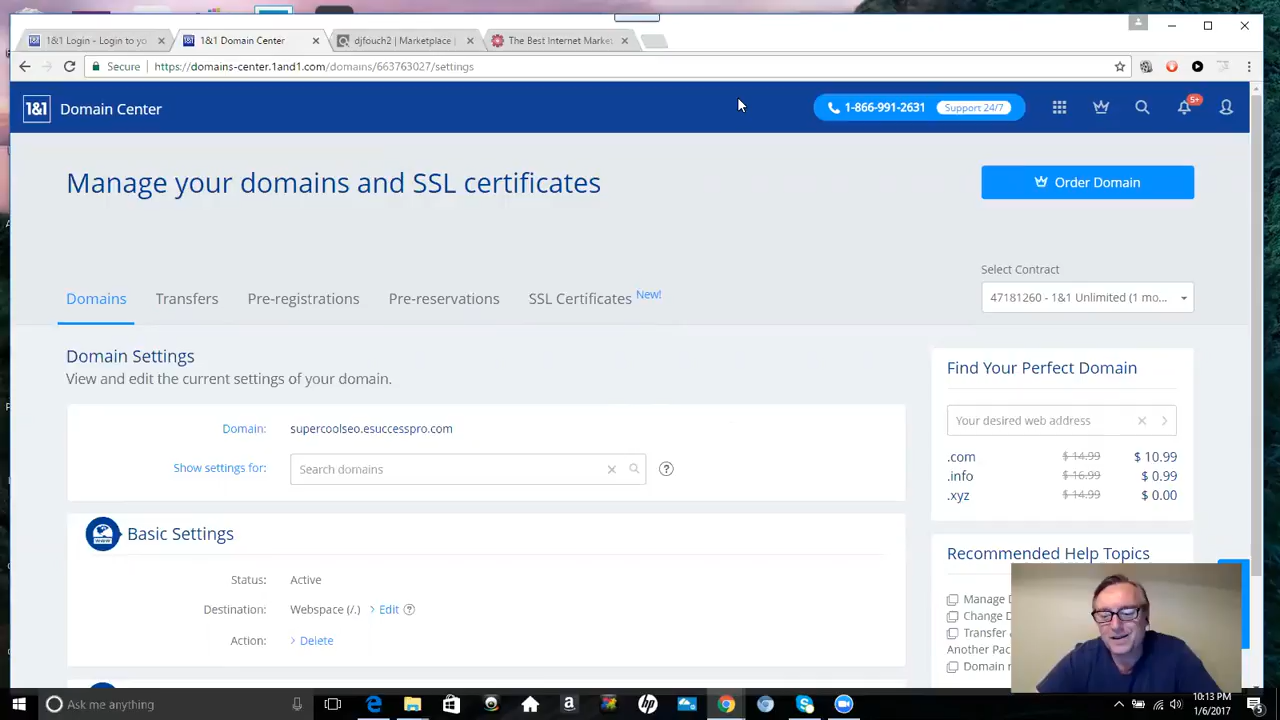 1&1 Login - Login to yo
1&1 Domain Center
djfouch2 | Marketplace
The Best Internet Marke
Secure
https://domains-center.1and1.com/domains/663763027/settings
1&1 Domain Center
1-866-991-2631 Support 24/7
5+
Manage your domains and SSL certificates
Order Domain
Select Contract
47181260 - 1&1 Unlimited (1 mo...
Domains
Transfers
Pre-registrations
Pre-reservations
SSL Certificates New!
Domain Settings
View and edit the current settings of your domain.
Domain: supercoolseo.esuccesspro.com
Show settings for: Search domains
?
Basic Settings
Status: Active
Destination: Webspace (/.) Edit ?
Action: Delete
Find Your Perfect Domain
Your desired web address
.com $ 14.99 $ 10.99
.info $ 16.99 $ 0.99
.xyz $ 14.99 $ 0.00
Recommended Help Topics
Manage D
Change D
Transfer
Another Pac
Domain
Ask me anything
10:13 PM
1/6/2017